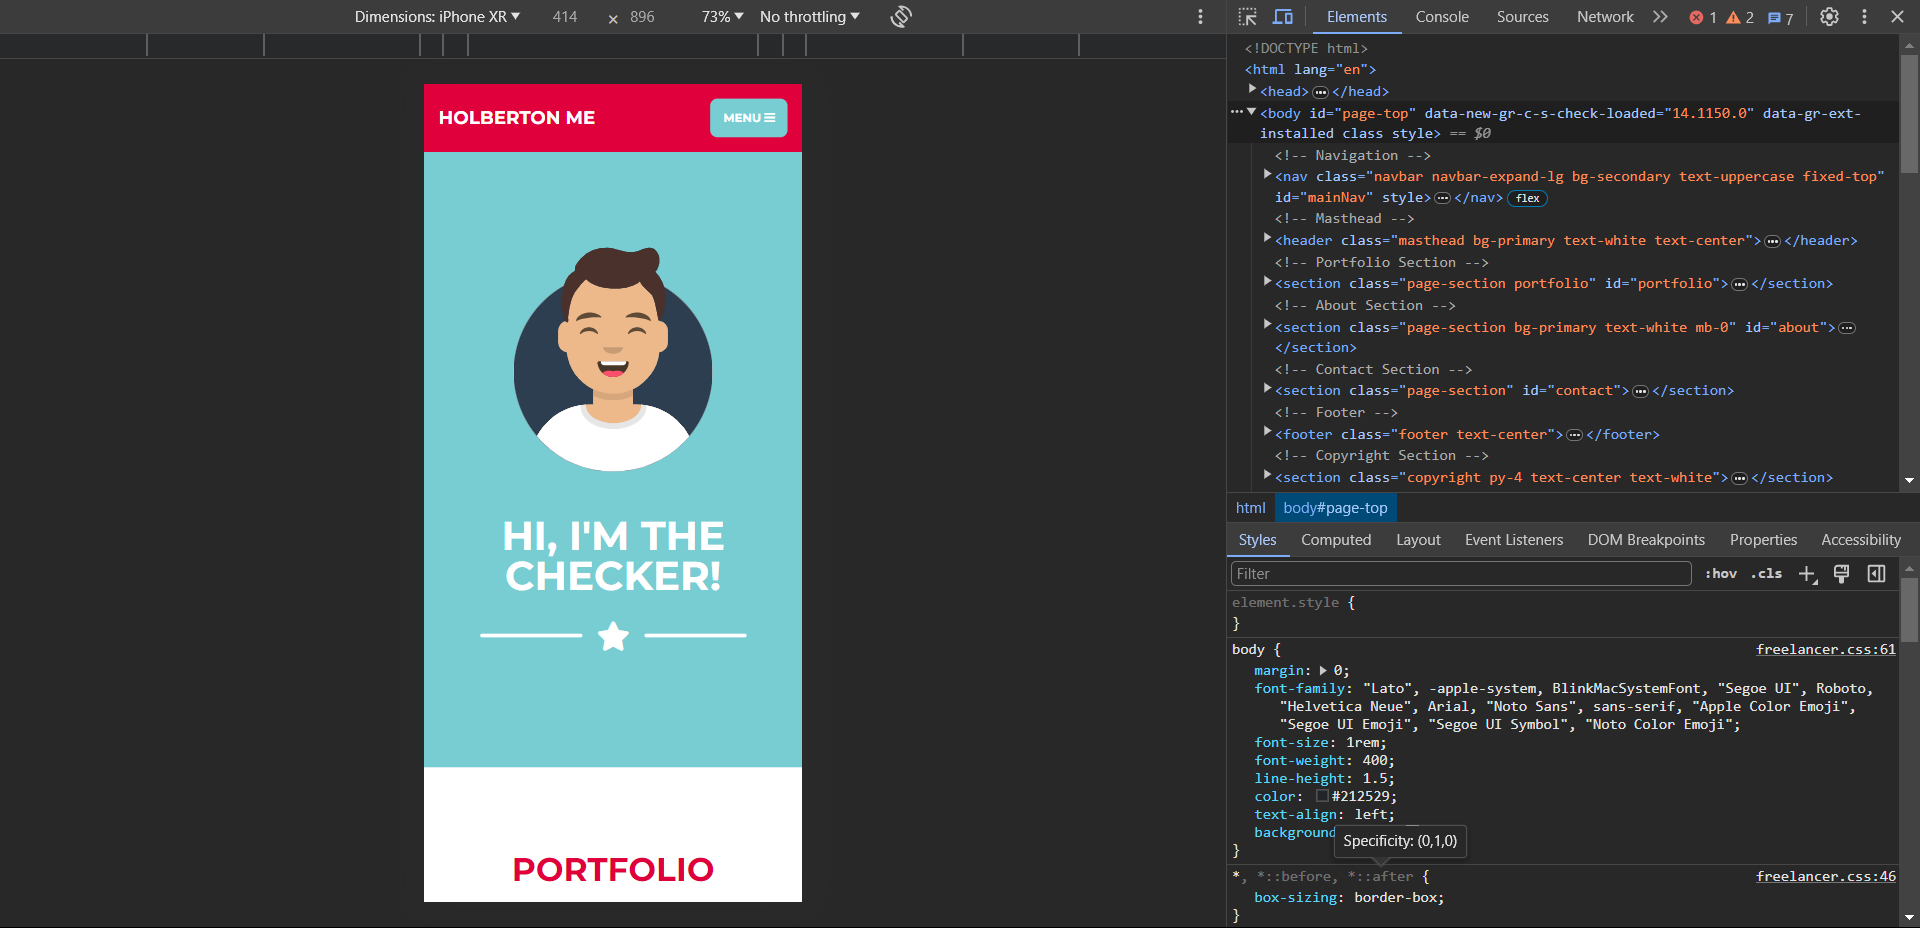 Dimensions: iPhone XR ▼ 414 × 896 73% ▼ No throttling ▼
HOLBERTON ME
MENU
HI, I'M THE
CHECKER!
PORTFOLIO
Elements Console Sources Network 1 2 7
<!DOCTYPE html>
<html lang="en">
<head> ••• </head>
••• <body id="page-top" data-new-gr-c-s-check-loaded="14.1150.0" data-gr-ext-
installed class style> == $0
<!-- Navigation -->
<nav class="navbar navbar-expand-lg bg-secondary text-uppercase fixed-top"
id="mainNav" style> ••• </nav> flex
<!-- Masthead -->
<header class="masthead bg-primary text-white text-center"> ••• </header>
<!-- Portfolio Section -->
<section class="page-section portfolio" id="portfolio"> ••• </section>
<!-- About Section -->
<section class="page-section bg-primary text-white mb-0" id="about"> •••
</section>
<!-- Contact Section -->
<section class="page-section" id="contact"> ••• </section>
<!-- Footer -->
<footer class="footer text-center"> ••• </footer>
<!-- Copyright Section -->
<section class="copyright py-4 text-center text-white"> ••• </section>
html body#page-top
Styles Computed Layout Event Listeners DOM Breakpoints Properties Accessibility
Filter :hov .cls
element.style {
}
body { freelancer.css:61
margin: 0;
font-family: "Lato", -apple-system, BlinkMacSystemFont, "Segoe UI", Roboto,
"Helvetica Neue", Arial, "Noto Sans", sans-serif, "Apple Color Emoji",
"Segoe UI Emoji", "Segoe UI Symbol", "Noto Color Emoji";
font-size: 1rem;
font-weight: 400;
line-height: 1.5;
color: #212529;
text-align: left;
background
Specificity: (0,1,0)
}
*, *::before, *::after { freelancer.css:46
box-sizing: border-box;
}